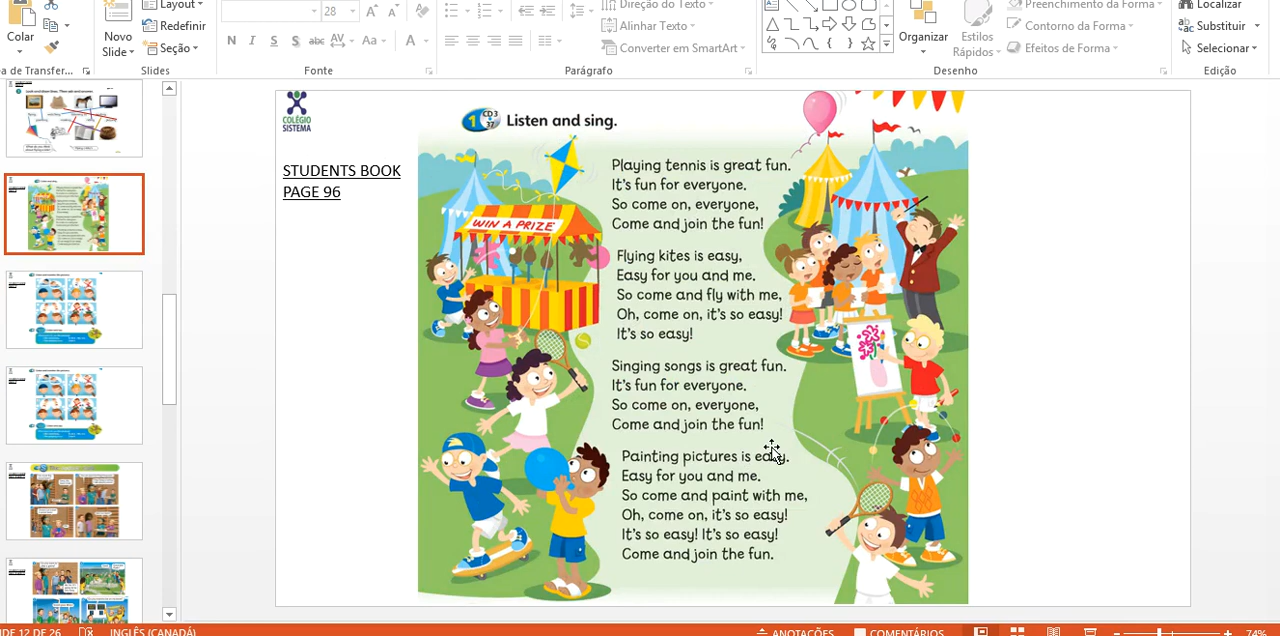 Layout
28
Preenchimento da Forma
Localizar
Colar
Novo
Slide
Redefinir
Seção
N I S S abc AV Aa A
Direção do Texto
Alinhar Texto
Converter em SmartArt
Organizar
Estilos
Rápidos
Contorno da Forma
Efeitos de Forma
Substituir
Selecionar
a de Transfer...
Slides
Fonte
Parágrafo
Desenho
Edição
COLÉGIO
SISTEMA
STUDENTS BOOK
PAGE 96
1 CD3 37 Listen and sing.
WIN A PRIZE
Playing tennis is great fun.
It's fun for everyone.
So come on, everyone,
Come and join the fun!
Flying kites is easy,
Easy for you and me.
So come and fly with me,
Oh, come on, it's so easy!
It's so easy!
Singing songs is great fun.
It's fun for everyone.
So come on, everyone,
Come and join the fun!
Painting pictures is easy.
Easy for you and me.
So come and paint with me,
Oh, come on, it's so easy!
It's so easy! It's so easy!
Come and join the fun.
IDE 12 DE 26
INGLÊS (CANADÁ)
ANOTAÇÕES
COMENTÁRIOS
74%